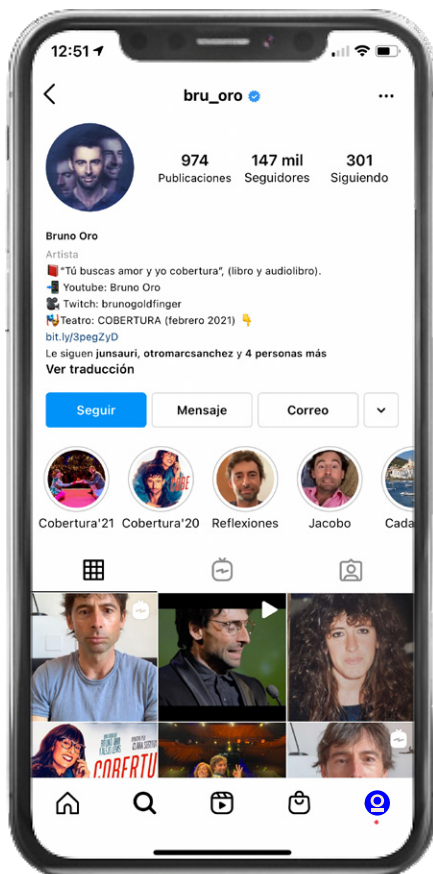 12:51
bru_oro
974
147 mil
301
Publicaciones
Seguidores
Siguiendo
Bruno Oro
Artista
"Tú buscas amor y yo cobertura", (libro y audiolibro).
Youtube: Bruno Oro
Twitch: brunogoldfinger
Teatro: COBERTURA (febrero 2021)
bit.ly/3pegZyD
Le siguen junsauri, otromarcsanchez y 4 personas más
Ver traducción
Seguir
Mensaje
Correo
Cobertura'21
Cobertura'20
Reflexiones
Jacobo
Cada
COBERTU